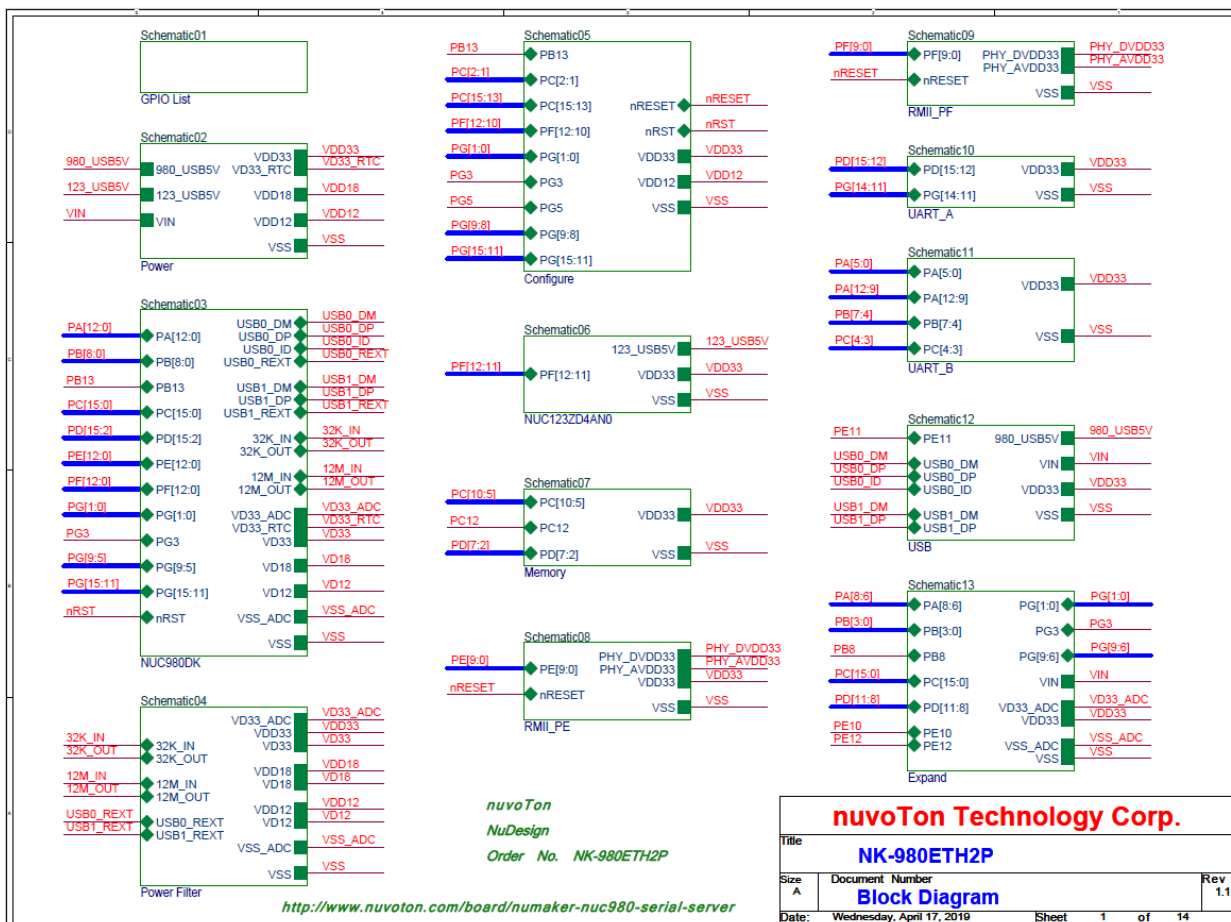 Schematic01
GPIO List
Schematic02
980_USB5V 980_USB5V VDD33 VDD33
VD33_RTC VD33_RTC
123_USB5V 123_USB5V VDD18 VDD18
VIN VIN VDD12 VDD12
VSS VSS
Power
Schematic03
USB0_DM USB0_DM
PA[12:0] PA[12:0] USB0_DP USB0_DP
USB0_ID USB0_ID
PB[8:0] PB[8:0] USB0_REXT USB0_REXT
PB13 PB13 USB1_DM USB1_DM
USB1_DP USB1_DP
PC[15:0] PC[15:0] USB1_REXT USB1_REXT
PD[15:2] PD[15:2] 32K_IN 32K_IN
32K_OUT 32K_OUT
PE[12:0] PE[12:0] 12M_IN 12M_IN
PF[12:0] PF[12:0] 12M_OUT 12M_OUT
PG[1:0] PG[1:0] VD33_ADC VD33_ADC
VD33_RTC VD33_RTC
PG3 PG3 VD33 VD33
PG[9:5] PG[9:5] VD18 VD18
PG[15:11] PG[15:11] VD12 VD12
nRST nRST VSS_ADC VSS_ADC
VSS VSS
NUC980DK
Schematic04
VD33_ADC VD33_ADC
VDD33 VDD33
32K_IN 32K_IN VD33 VD33
32K_OUT 32K_OUT
VDD18 VDD18
12M_IN 12M_IN VD18 VD18
12M_OUT 12M_OUT
VDD12 VDD12
USB0_REXT USB0_REXT VD12 VD12
USB1_REXT USB1_REXT
VSS_ADC VSS_ADC
VSS VSS
Power Filter
Schematic05
PB13 PB13
PC[2:1] PC[2:1]
PC[15:13] PC[15:13] nRESET nRESET
PF[12:10] PF[12:10] nRST nRST
PG[1:0] PG[1:0] VDD33 VDD33
PG3 PG3 VDD12 VDD12
PG5 PG5 VSS VSS
PG[9:8] PG[9:8]
PG[15:11] PG[15:11]
Configure
Schematic06
123_USB5V 123_USB5V
PF[12:11] PF[12:11] VDD33 VDD33
VSS VSS
NUC123ZD4AN0
Schematic07
PC[10:5] PC[10:5] VDD33 VDD33
PC12 PC12
PD[7:2] PD[7:2] VSS VSS
Memory
Schematic08
PHY_DVDD33 PHY_DVDD33
PE[9:0] PE[9:0] PHY_AVDD33 PHY_AVDD33
VDD33 VDD33
nRESET nRESET
VSS VSS
RMII_PE
Schematic09
PF[9:0] PF[9:0] PHY_DVDD33 PHY_DVDD33
PHY_AVDD33 PHY_AVDD33
nRESET nRESET
VSS VSS
RMII_PF
Schematic10
PD[15:12] PD[15:12] VDD33 VDD33
PG[14:11] PG[14:11] VSS VSS
UART_A
Schematic11
PA[5:0] PA[5:0] VDD33 VDD33
PA[12:9] PA[12:9]
PB[7:4] PB[7:4] VSS VSS
PC[4:3] PC[4:3]
UART_B
Schematic12
PE11 PE11 980_USB5V 980_USB5V
USB0_DM USB0_DM VIN VIN
USB0_DP USB0_DP
USB0_ID USB0_ID VDD33 VDD33
USB1_DM USB1_DM VSS VSS
USB1_DP USB1_DP
USB
Schematic13
PA[8:6] PA[8:6] PG[1:0] PG[1:0]
PB[3:0] PB[3:0] PG3 PG3
PB8 PB8 PG[9:6] PG[9:6]
PC[15:0] PC[15:0] VIN VIN
PD[11:8] PD[11:8] VD33_ADC VD33_ADC
VDD33 VDD33
PE10 PE10
PE12 PE12 VSS_ADC VSS_ADC
VSS VSS
Expand
nuvoTon
NuDesign
Order No. NK-980ETH2P
http://www.nuvoton.com/board/numaker-nuc980-serial-server
nuvoTon Technology Corp.
Title
NK-980ETH2P
Size Document Number Rev
A Block Diagram 1.1
Date: Wednesday, April 17, 2019 Sheet 1 of 14